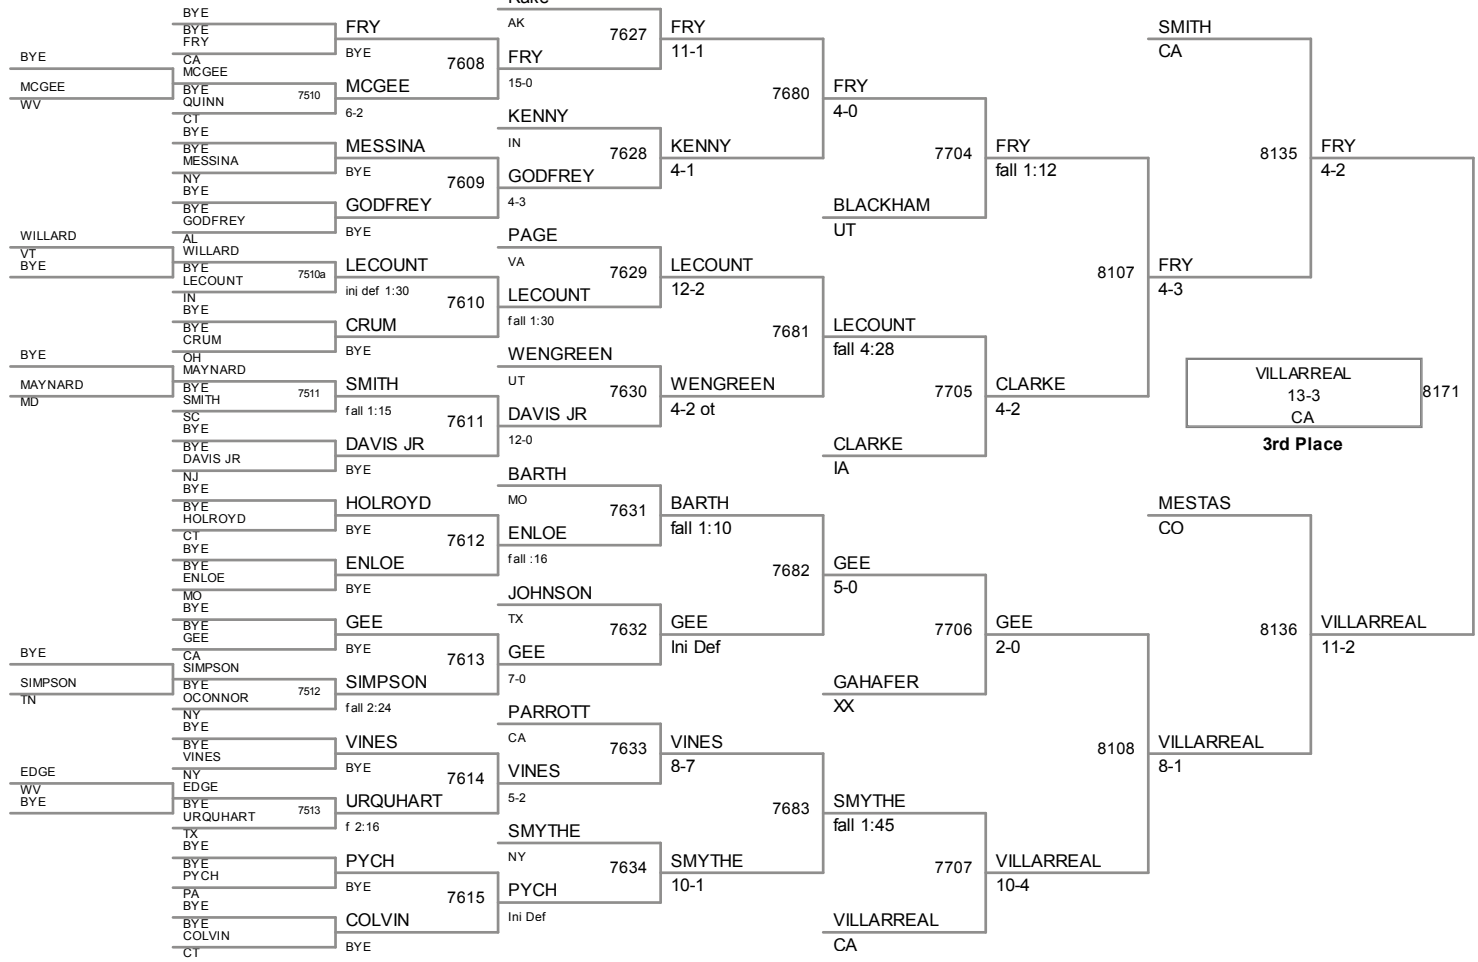 BYE
MCGEE
WV
WILLARD
VT
BYE
BYE
MAYNARD
MD
BYE
SIMPSON
TN
EDGE
WV
BYE
BYE
BYE
FRY
CA
MCGEE
BYE
QUINN
7510
CT
BYE
BYE
MESSINA
NY
BYE
BYE
GODFREY
AL
WILLARD
BYE
LECOUNT
7510a
IN
BYE
BYE
CRUM
OH
MAYNARD
BYE
SMITH
7511
SC
BYE
BYE
DAVIS JR
NJ
BYE
BYE
HOLROYD
CT
BYE
BYE
ENLOE
MO
BYE
BYE
GEE
CA
SIMPSON
BYE
OCONNOR
7512
NY
BYE
BYE
VINES
NY
EDGE
BYE
URQUHART
7513
TX
BYE
BYE
PYCH
PA
BYE
BYE
COLVIN
CT
FRY
BYE
7608
MCGEE
6-2
MESSINA
BYE
7609
GODFREY
BYE
LECOUNT
inj def 1:30
7610
CRUM
BYE
SMITH
fall 1:15
7611
DAVIS JR
BYE
HOLROYD
BYE
7612
ENLOE
BYE
GEE
BYE
7613
SIMPSON
fall 2:24
VINES
BYE
7614
URQUHART
f 2:16
PYCH
BYE
7615
COLVIN
BYE
AK
7627
FRY
15-0
KENNY
IN
7628
GODFREY
4-3
PAGE
VA
7629
LECOUNT
fall 1:30
WENGREEN
UT
7630
DAVIS JR
12-0
BARTH
MO
7631
ENLOE
fall :16
JOHNSON
TX
7632
GEE
7-0
PARROTT
CA
7633
VINES
5-2
SMYTHE
NY
7634
PYCH
Inj Def
FRY
11-1
7680
KENNY
4-1
LECOUNT
12-2
7681
WENGREEN
4-2 ot
BARTH
fall 1:10
7682
GEE
Inj Def
VINES
8-7
7683
SMYTHE
10-1
FRY
4-0
7704
BLACKHAM
UT
LECOUNT
fall 4:28
7705
CLARKE
IA
GEE
5-0
7706
GAHAFER
XX
SMYTHE
fall 1:45
7707
VILLARREAL
CA
FRY
fall 1:12
8107
CLARKE
4-2
GEE
2-0
8108
VILLARREAL
10-4
SMITH
CA
8135
FRY
4-3
MESTAS
CO
8136
VILLARREAL
8-1
FRY
4-2
VILLARREAL
13-3
CA
8171
3rd Place
VILLARREAL
11-2